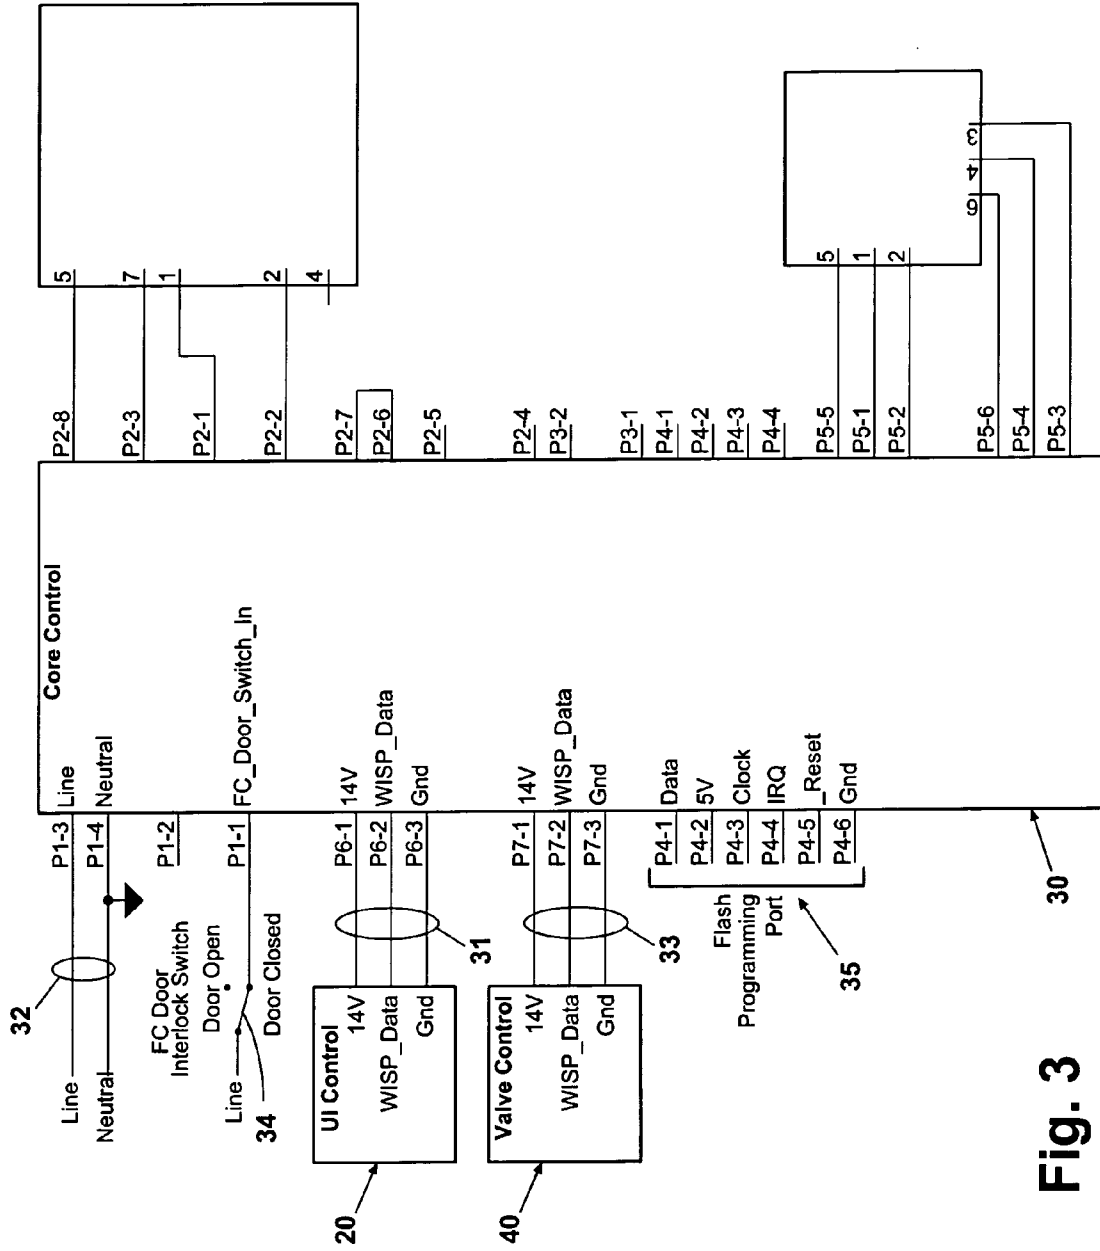 Core Control
Line
Neutral
FC_Door_Switch_In
14V
WISP_Data
Gnd
14V
WISP_Data
Gnd
Data
5V
Clock
IRQ
_Reset
Gnd
P1-3
P1-4
P1-2
P1-1
P6-1
P6-2
P6-3
P7-1
P7-2
P7-3
P4-1
P4-2
P4-3
P4-4
P4-5
P4-6
Line
Neutral
32
FC Door
Interlock Switch
Door Open
Door Closed
Line
34
31
33
UI Control
14V
WISP_Data
Gnd
20
Valve Control
14V
WISP_Data
Gnd
40
Flash
Programming
Port
35
30
P2-8
P2-3
P2-1
P2-2
P2-7
P2-6
P2-5
P2-4
P3-2
P3-1
P4-1
P4-2
P4-3
P4-4
P5-5
P5-1
P5-2
P5-6
P5-4
P5-3
5
7
1
2
4
5
1
2
6
4
3
Fig. 3